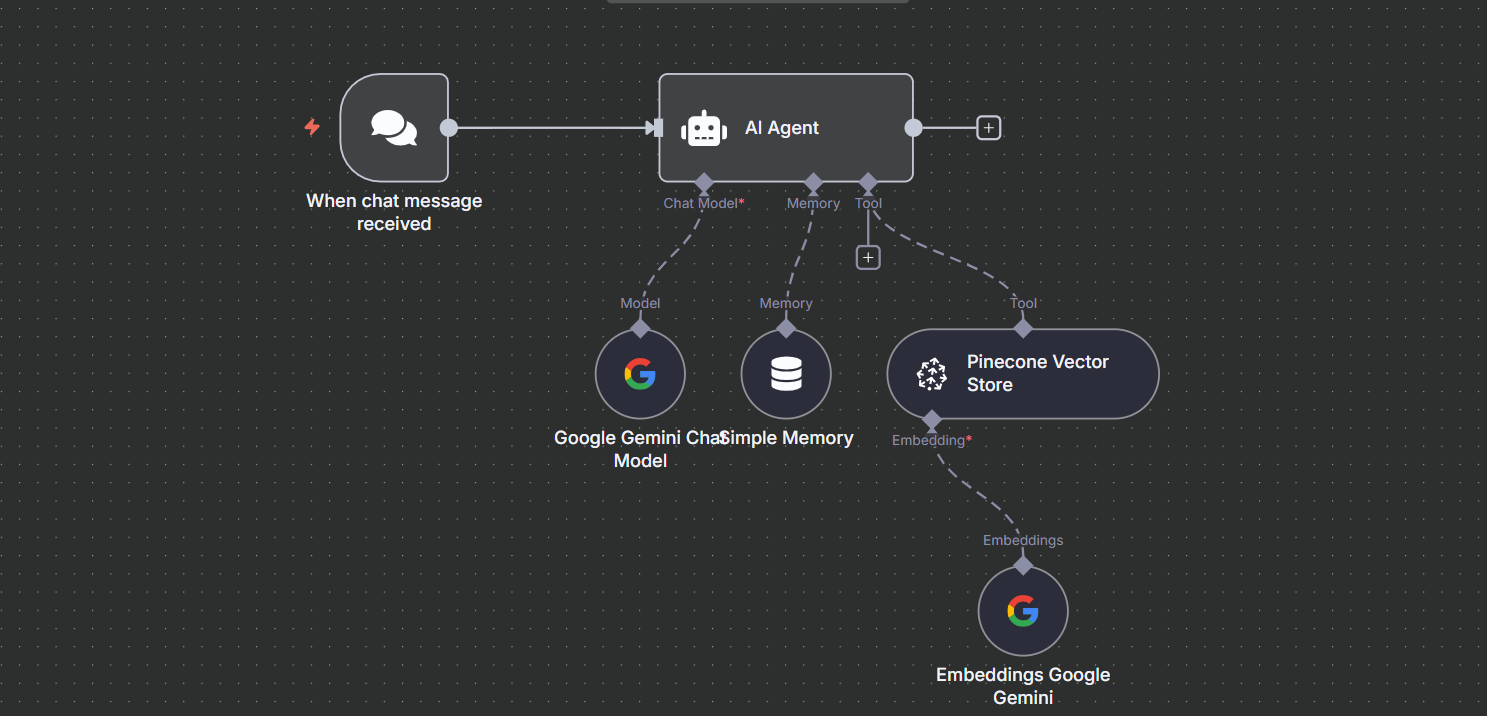 AI Agent
When chat message
received
Chat Model*
Memory
Tool
Model
Memory
Tool
Pinecone Vector
Store
Google Gemini Chat
Model
Simple Memory
Embedding*
Embeddings
Embeddings Google
Gemini